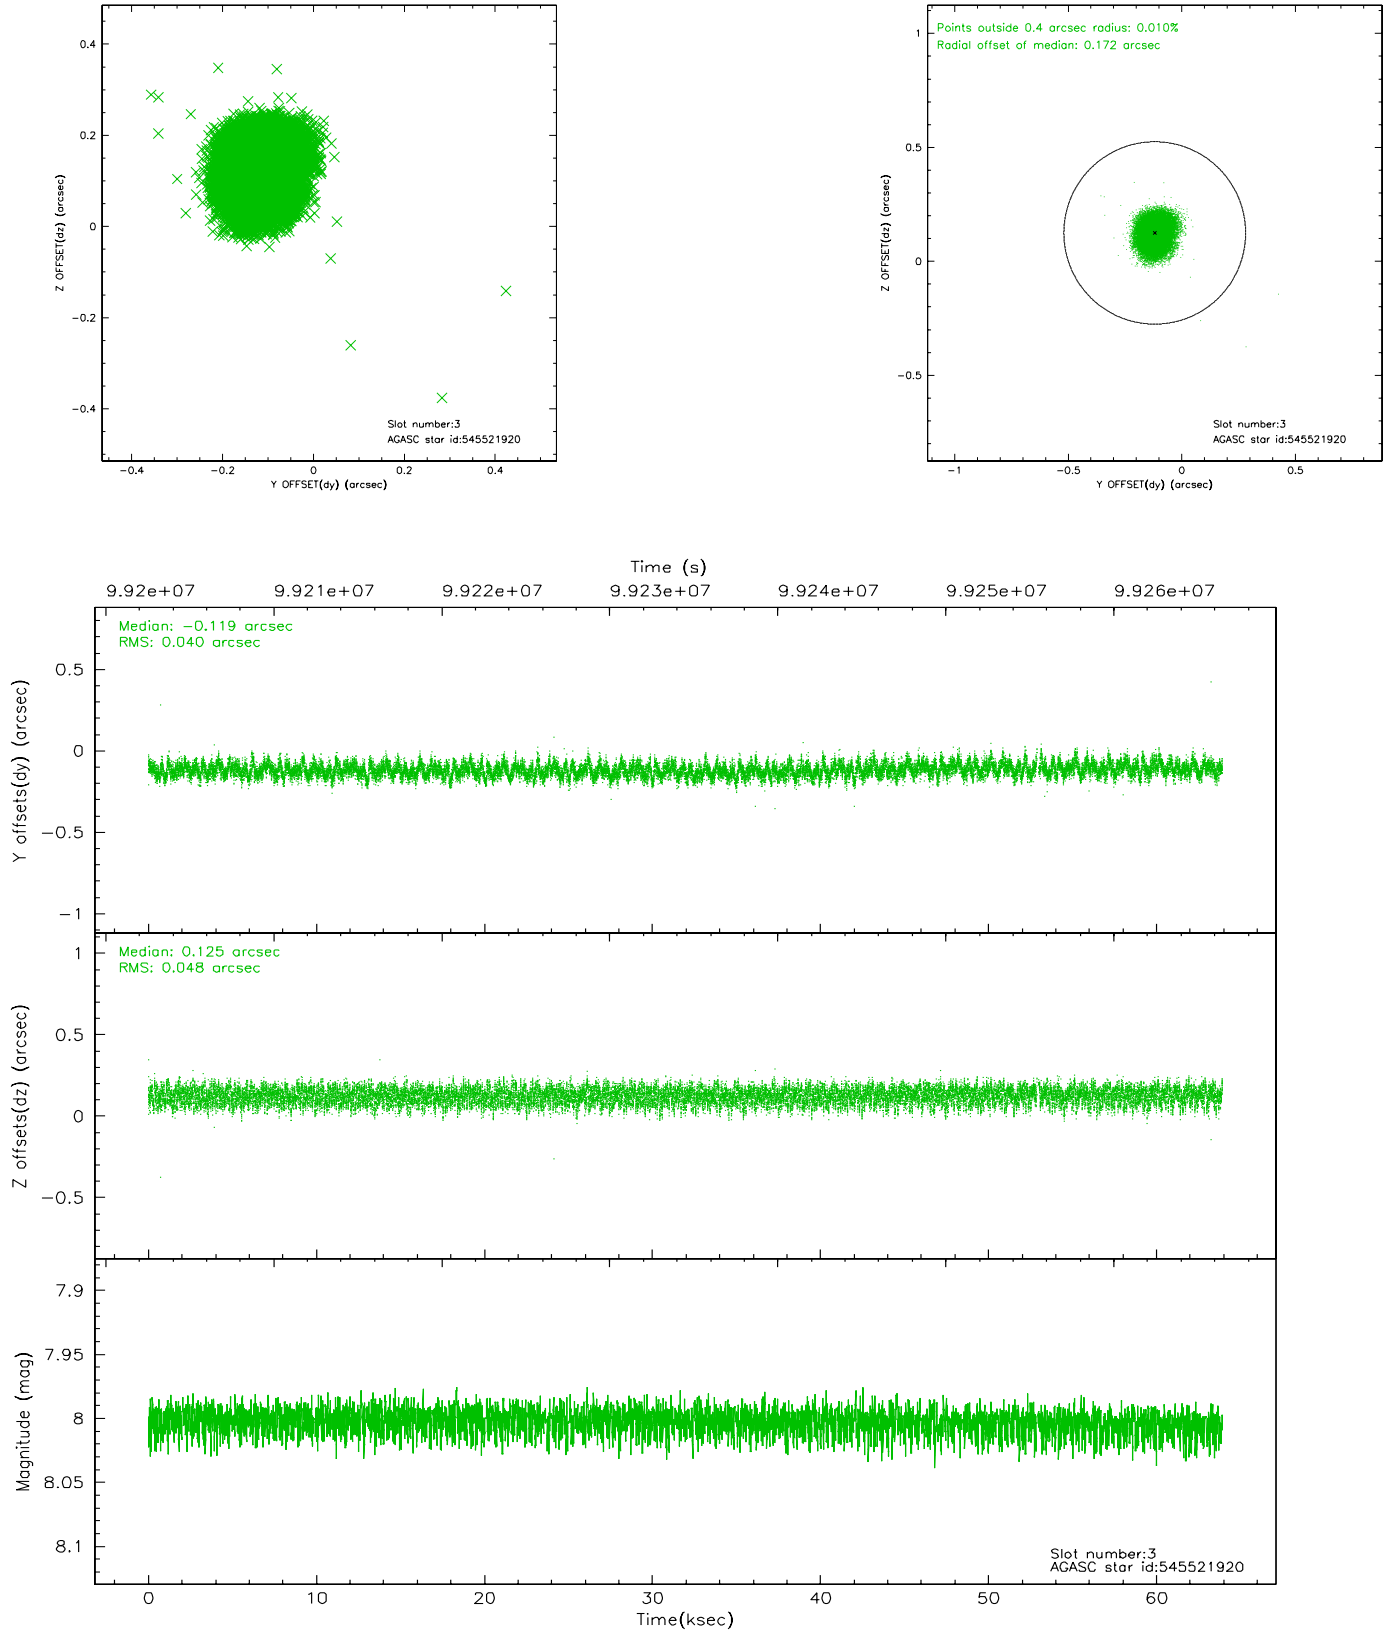 0.4
0.2
0
−0.2
−0.4
Z OFFSET(dz) (arcsec)
Slot number:3
AGASC star id:545521920
−0.4 −0.2 0 0.2 0.4
Y OFFSET(dy) (arcsec)
Points outside 0.4 arcsec radius: 0.010%
Radial offset of median: 0.172 arcsec
1
0.5
0
−0.5
Z OFFSET(dz) (arcsec)
Slot number:3
AGASC star id:545521920
−1 −0.5 0 0.5
Y OFFSET(dy) (arcsec)
Time (s)
9.92e+07 9.921e+07 9.922e+07 9.923e+07 9.924e+07 9.925e+07 9.926e+07
Median: −0.119 arcsec
RMS: 0.040 arcsec
0.5
0
−0.5
−1
Y offsets(dy) (arcsec)
Median: 0.125 arcsec
RMS: 0.048 arcsec
1
0.5
0
−0.5
Z offsets(dz) (arcsec)
7.9
7.95
8
8.05
8.1
Magnitude (mag)
Slot number:3
AGASC star id:545521920
0 10 20 30 40 50 60
Time(ksec)